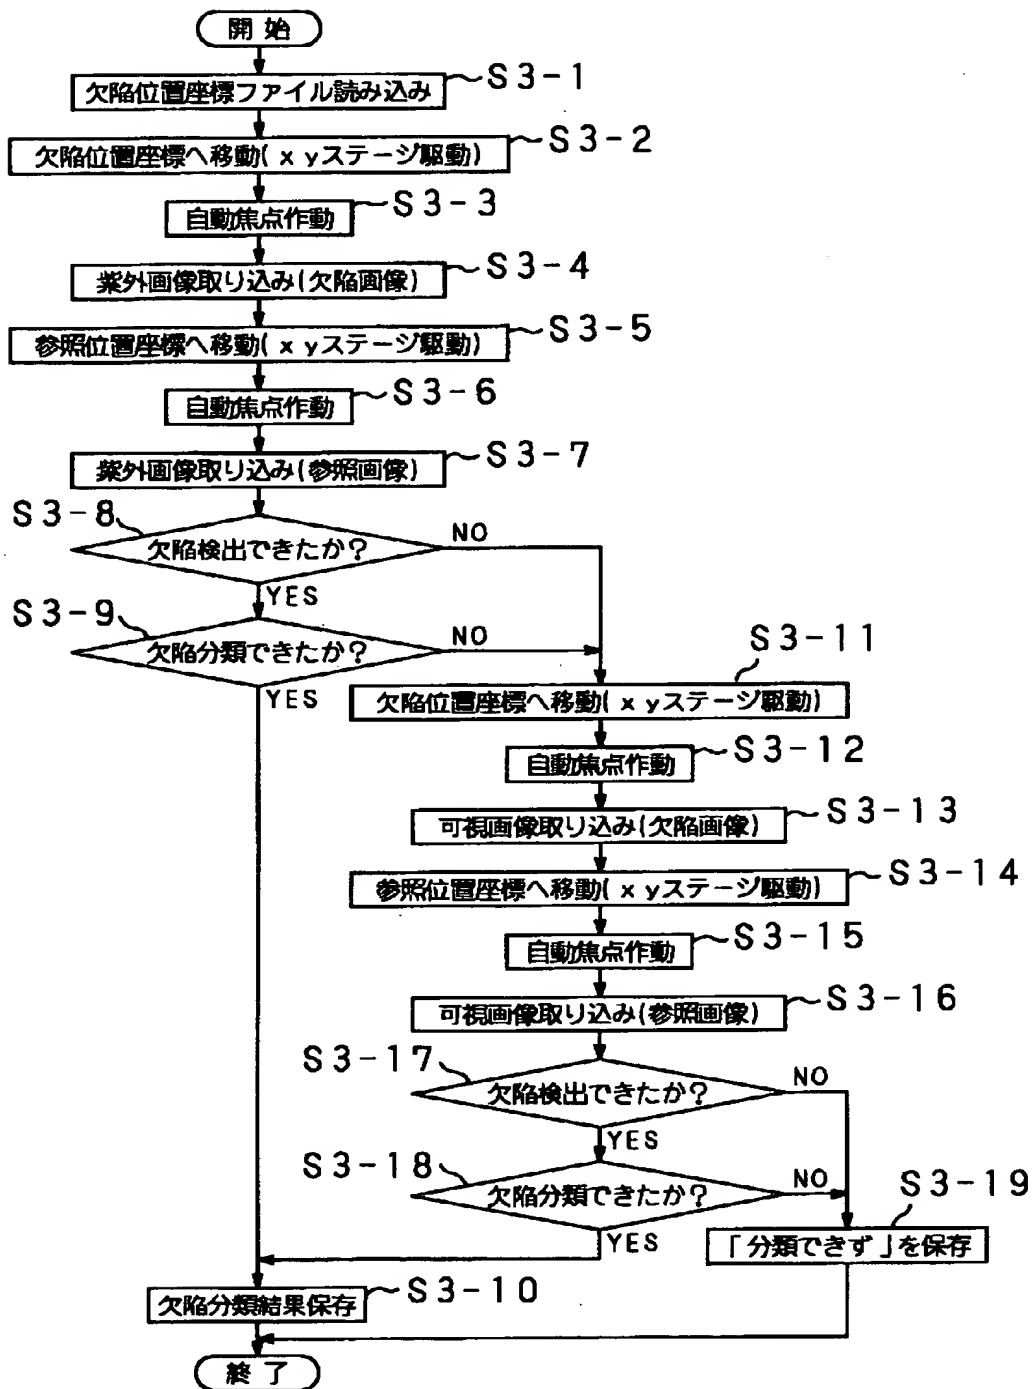 開始
欠陥位置座標ファイル読み込み S3-1
欠陥位置座標へ移動(xyステージ駆動) S3-2
自動焦点作動 S3-3
紫外画像取り込み(欠陥画像) S3-4
参照位置座標へ移動(xyステージ駆動) S3-5
自動焦点作動 S3-6
紫外画像取り込み(参照画像) S3-7
S3-8
欠陥検出できたか? NO
YES
S3-9
欠陥分類できたか? NO
YES
S3-11
欠陥位置座標へ移動(xyステージ駆動)
自動焦点作動 S3-12
可視画像取り込み(欠陥画像) S3-13
参照位置座標へ移動(xyステージ駆動) S3-14
自動焦点作動 S3-15
可視画像取り込み(参照画像) S3-16
S3-17
欠陥検出できたか? NO
YES
S3-18
欠陥分類できたか? NO
YES
S3-19
「分類できず」を保存
欠陥分類結果保存 S3-10
終了